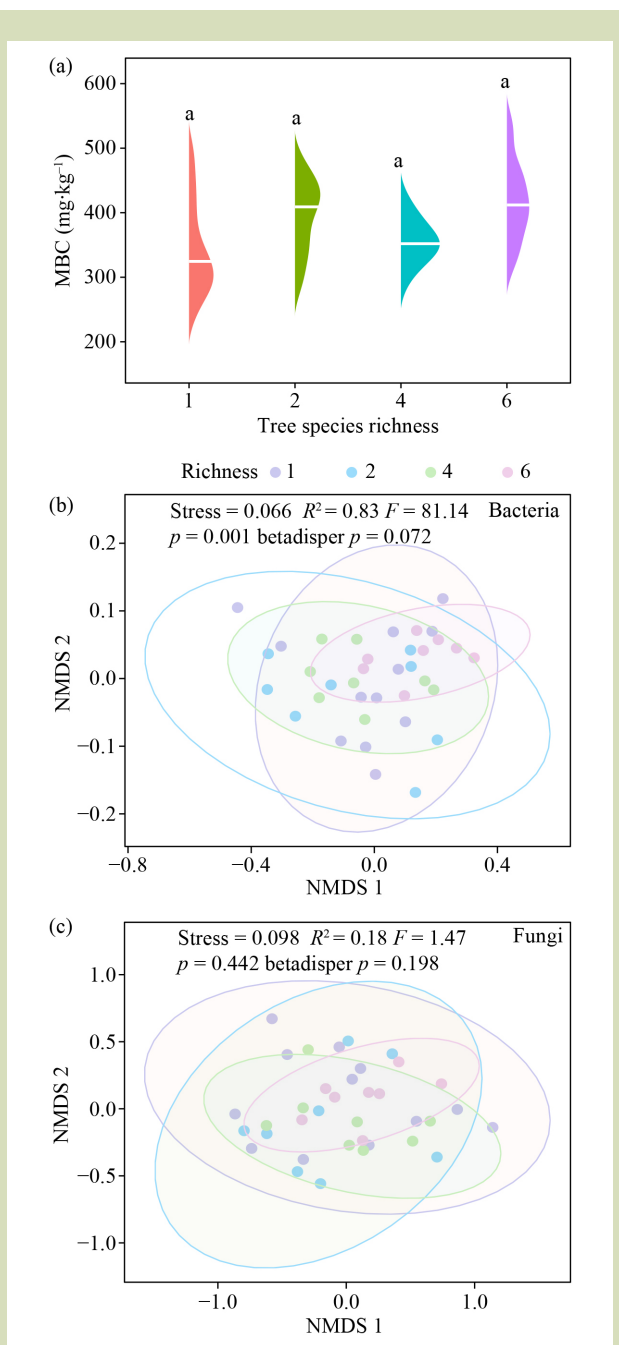 (a)
600
500
400
300
200
MBC (mg·kg⁻¹)
a a a a
1 2 4 6
Tree species richness
Richness 1 2 4 6
(b)
Stress = 0.066 R² = 0.83 F = 81.14 Bacteria
p = 0.001 betadisper p = 0.072
0.2
0.1
0.0
−0.1
−0.2
NMDS 2
−0.8 −0.4 0.0 0.4
NMDS 1
(c)
Stress = 0.098 R² = 0.18 F = 1.47 Fungi
p = 0.442 betadisper p = 0.198
1.0
0.5
0.0
−0.5
−1.0
NMDS 2
−1.0 0.0 1.0
NMDS 1